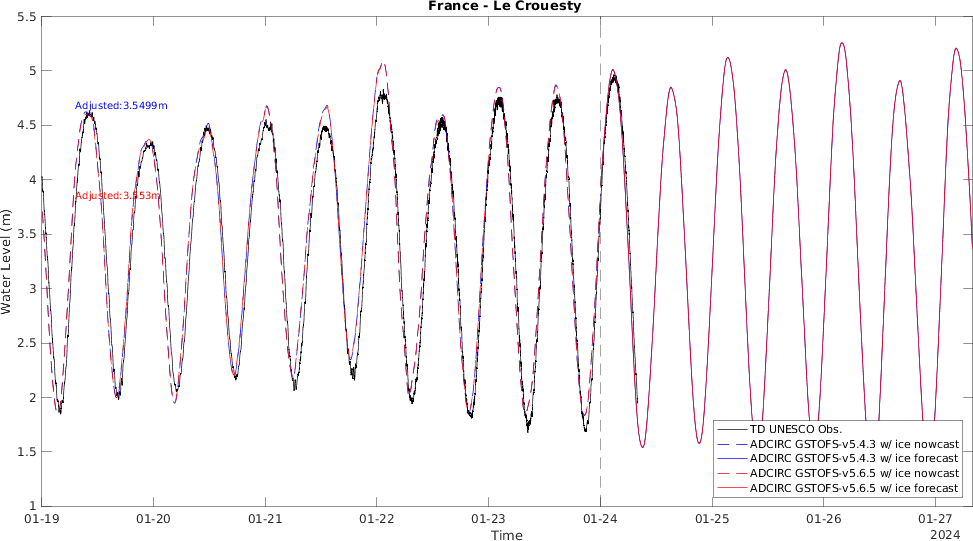 France - Le Crouesty
5.5
5
4.5
4
3.5
3
2.5
2
1.5
1
Water Level (m)
Adjusted:3.5499m
Adjusted:3.553m
TD UNESCO Obs.
ADCIRC GSTOFS-v5.4.3 w/ ice nowcast
ADCIRC GSTOFS-v5.4.3 w/ ice forecast
ADCIRC GSTOFS-v5.6.5 w/ ice nowcast
ADCIRC GSTOFS-v5.6.5 w/ ice forecast
01-19 01-20 01-21 01-22 01-23 01-24 01-25 01-26 01-27
Time
2024